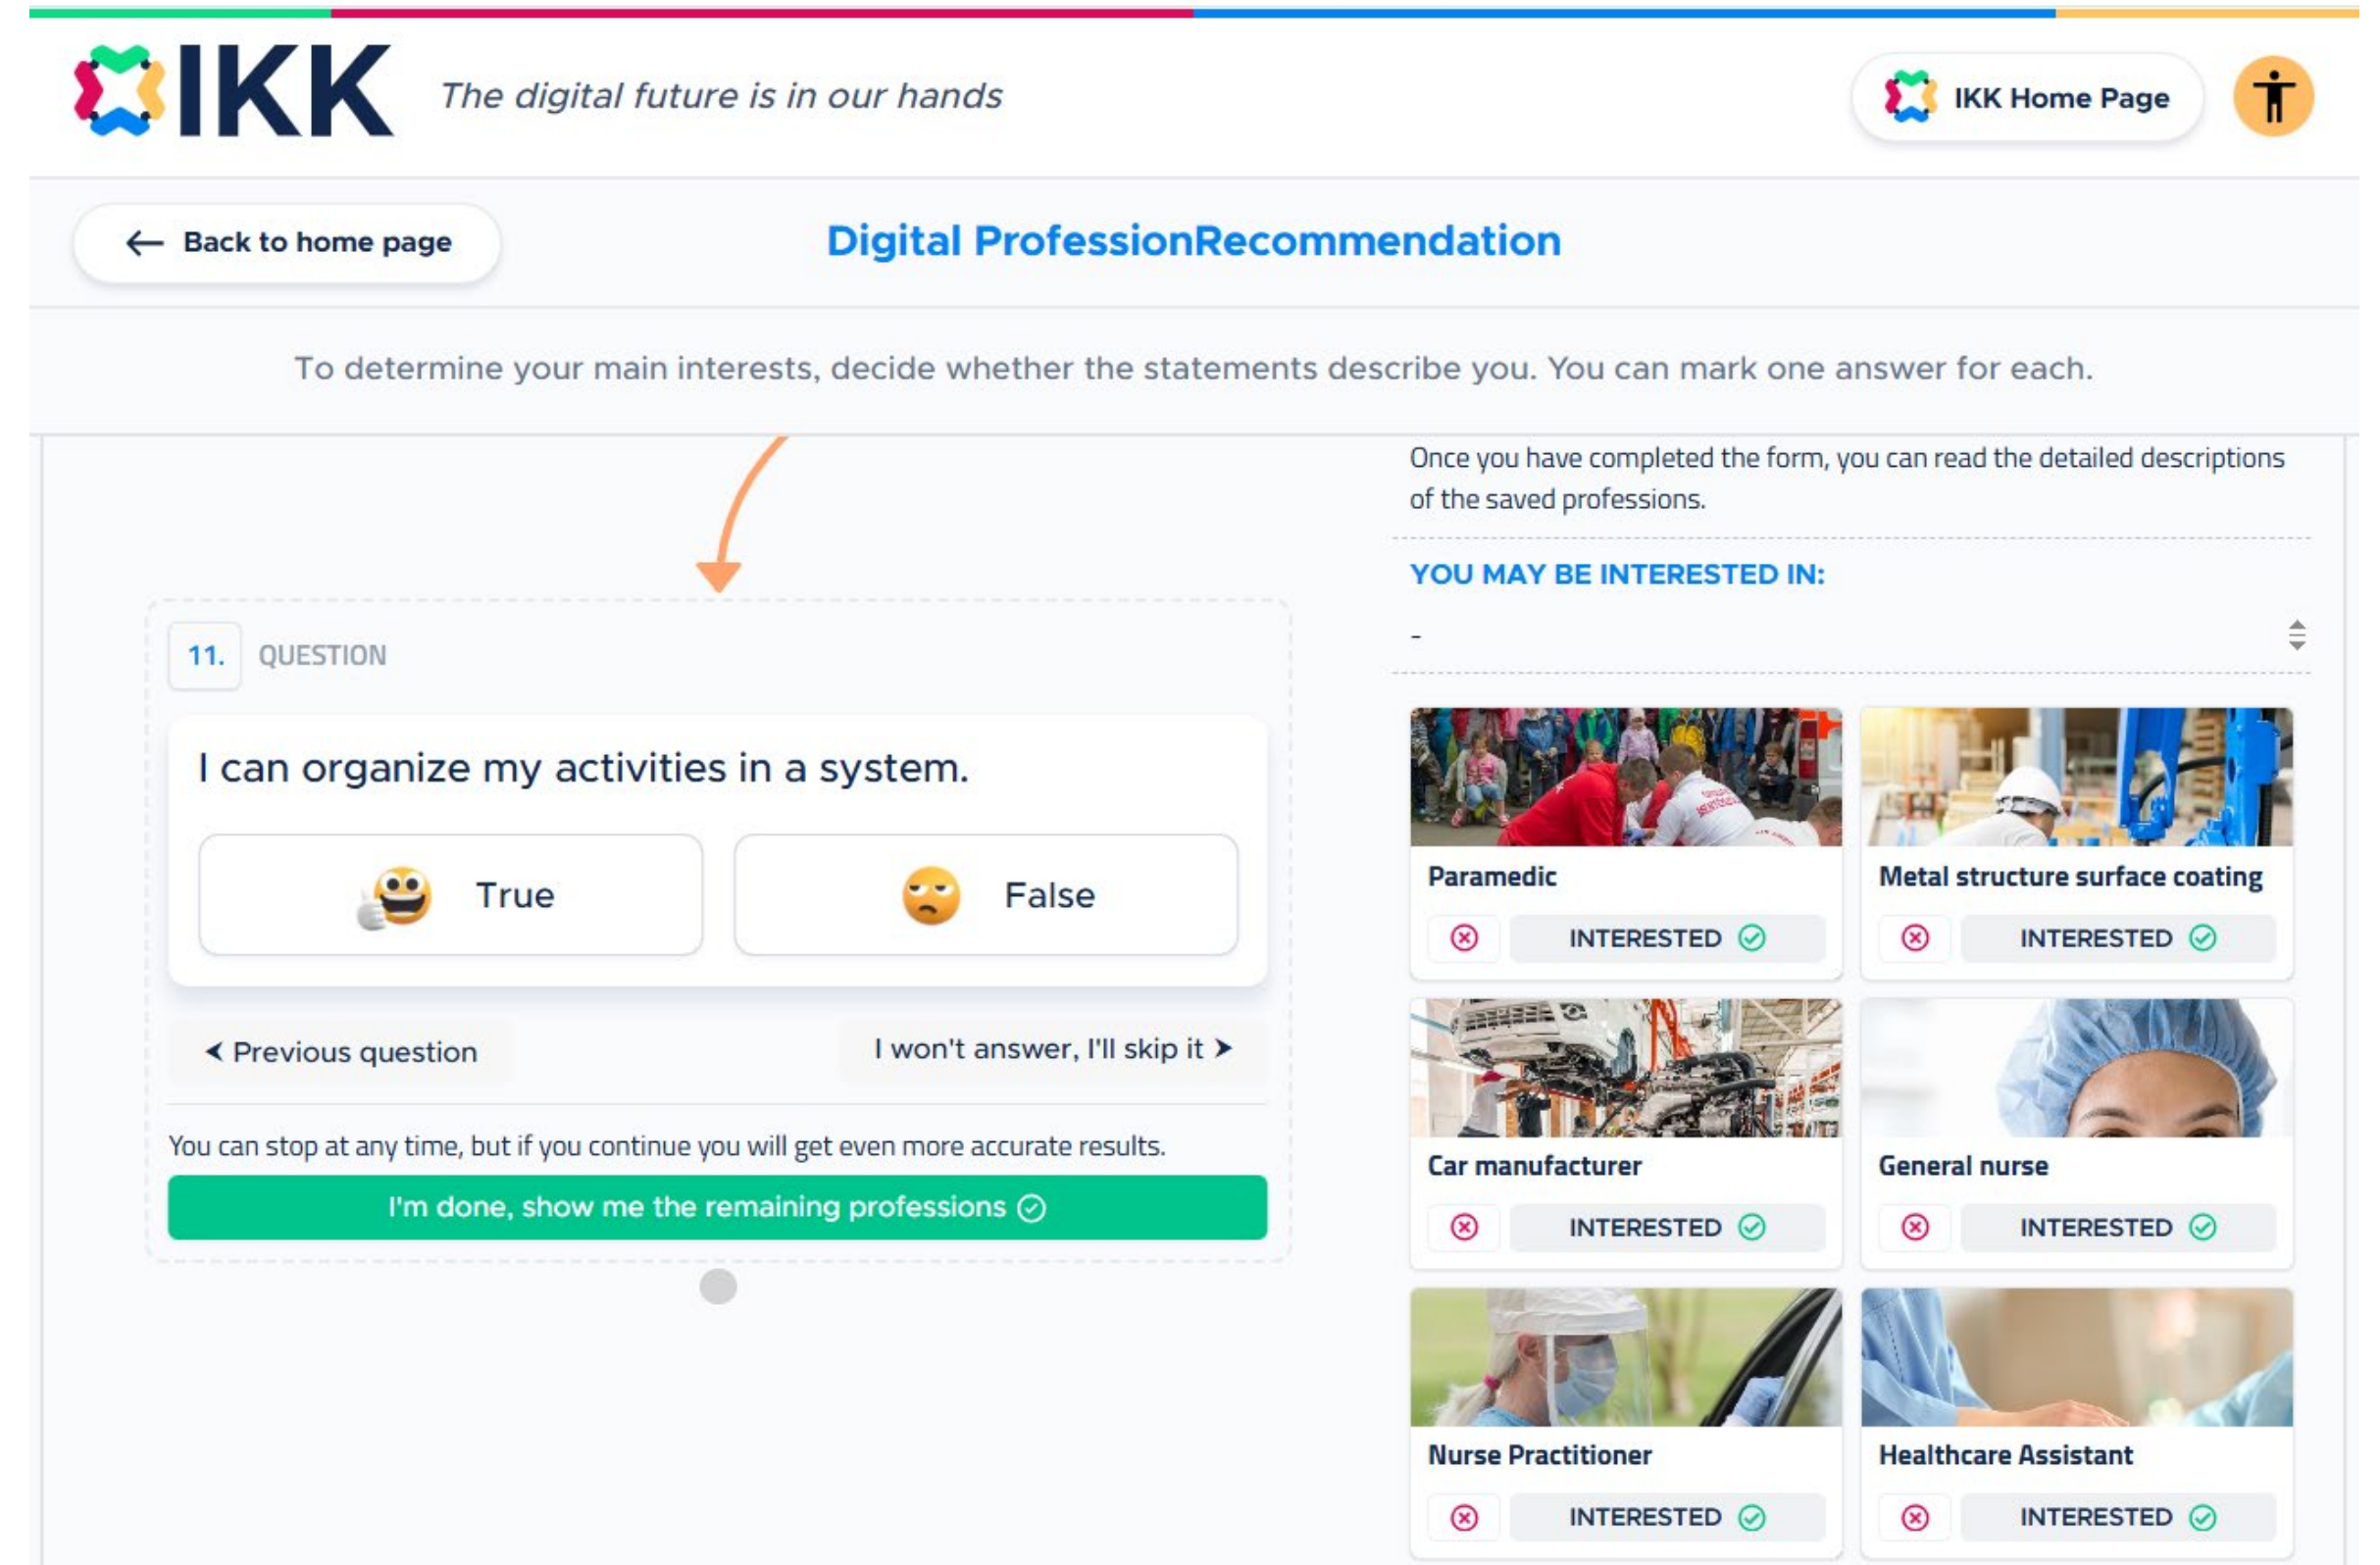 IKK
The digital future is in our hands
IKK Home Page
Back to home page
Digital ProfessionRecommendation
To determine your main interests, decide whether the statements describe you. You can mark one answer for each.
11.
QUESTION
I can organize my activities in a system.
True
False
Previous question
I won't answer, I'll skip it
You can stop at any time, but if you continue you will get even more accurate results.
I'm done, show me the remaining professions
Once you have completed the form, you can read the detailed descriptions
of the saved professions.
YOU MAY BE INTERESTED IN:
-
Paramedic
INTERESTED
Metal structure surface coating
INTERESTED
Car manufacturer
INTERESTED
General nurse
INTERESTED
Nurse Practitioner
INTERESTED
Healthcare Assistant
INTERESTED